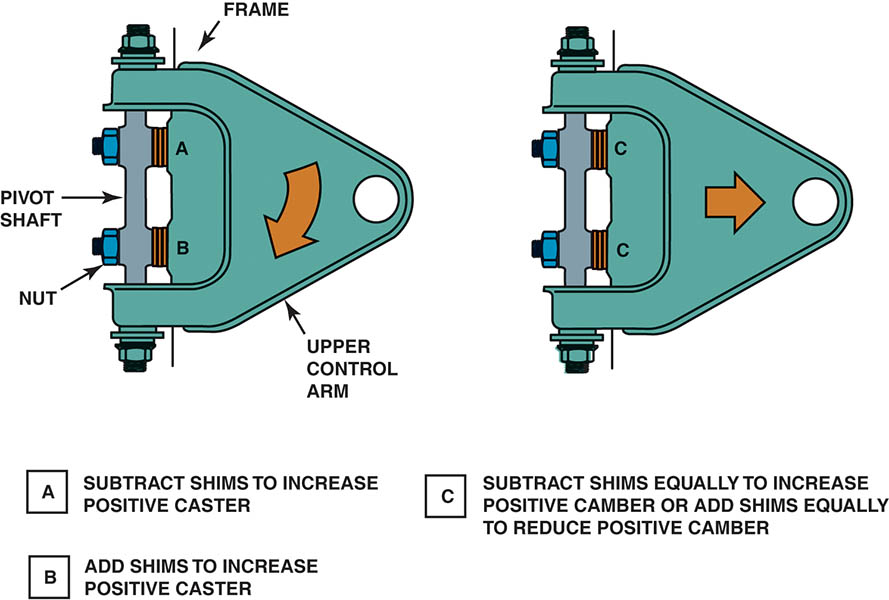 FRAME
A
C
PIVOT
SHAFT
B
C
NUT
UPPER
CONTROL
ARM
A
SUBTRACT SHIMS TO INCREASE
POSITIVE CASTER
B
ADD SHIMS TO INCREASE
POSITIVE CASTER
C
SUBTRACT SHIMS EQUALLY TO INCREASE
POSITIVE CAMBER OR ADD SHIMS EQUALLY
TO REDUCE POSITIVE CAMBER